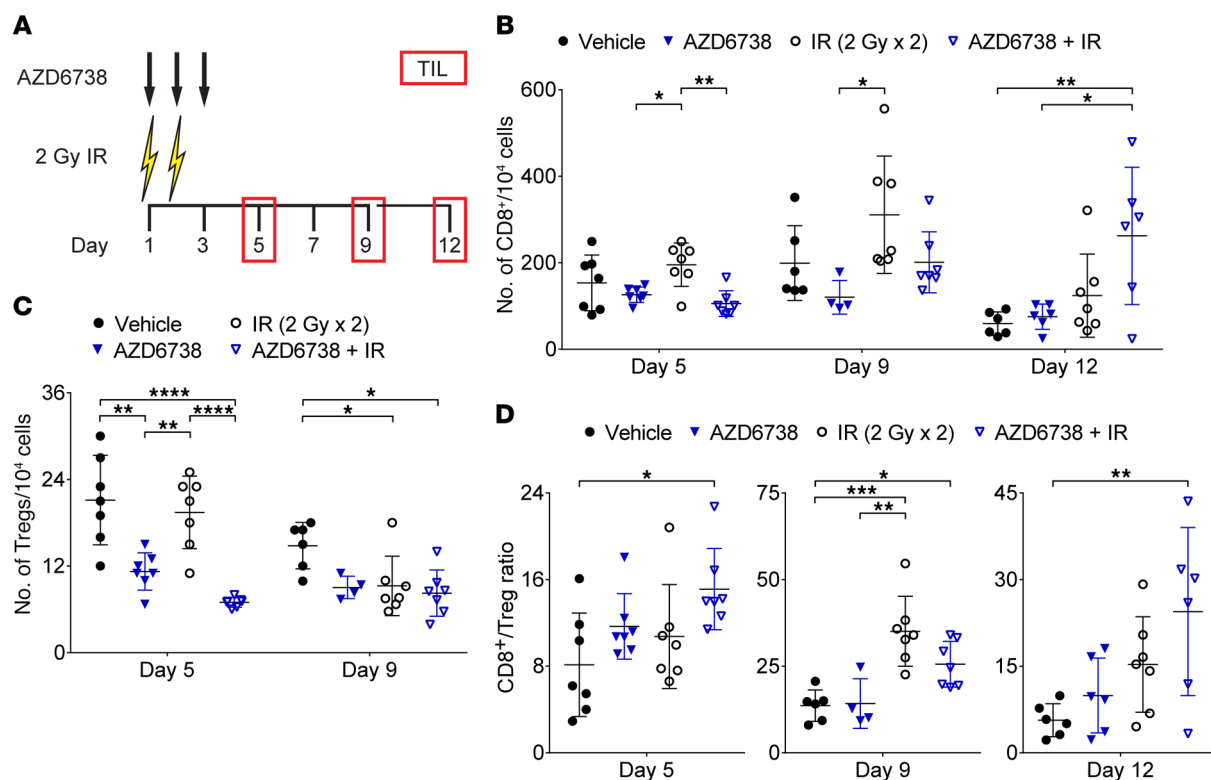 A
AZD6738
TIL
2 Gy IR
Day
1 3 5 7 9 12
B
Vehicle AZD6738 IR (2 Gy x 2) AZD6738 + IR
No. of CD8⁺/10⁴ cells
600
400
200
0
* **
*
**
*
Day 5 Day 9 Day 12
C
Vehicle IR (2 Gy x 2)
AZD6738 AZD6738 + IR
No. of Tregs/10⁴ cells
36
24
12
0
****
** ****
**
*
*
Day 5 Day 9
D
Vehicle AZD6738 IR (2 Gy x 2) AZD6738 + IR
CD8⁺/Treg ratio
24
16
8
0
*
Day 5
75
50
25
0
*
***
**
Day 9
45
30
15
0
**
Day 12